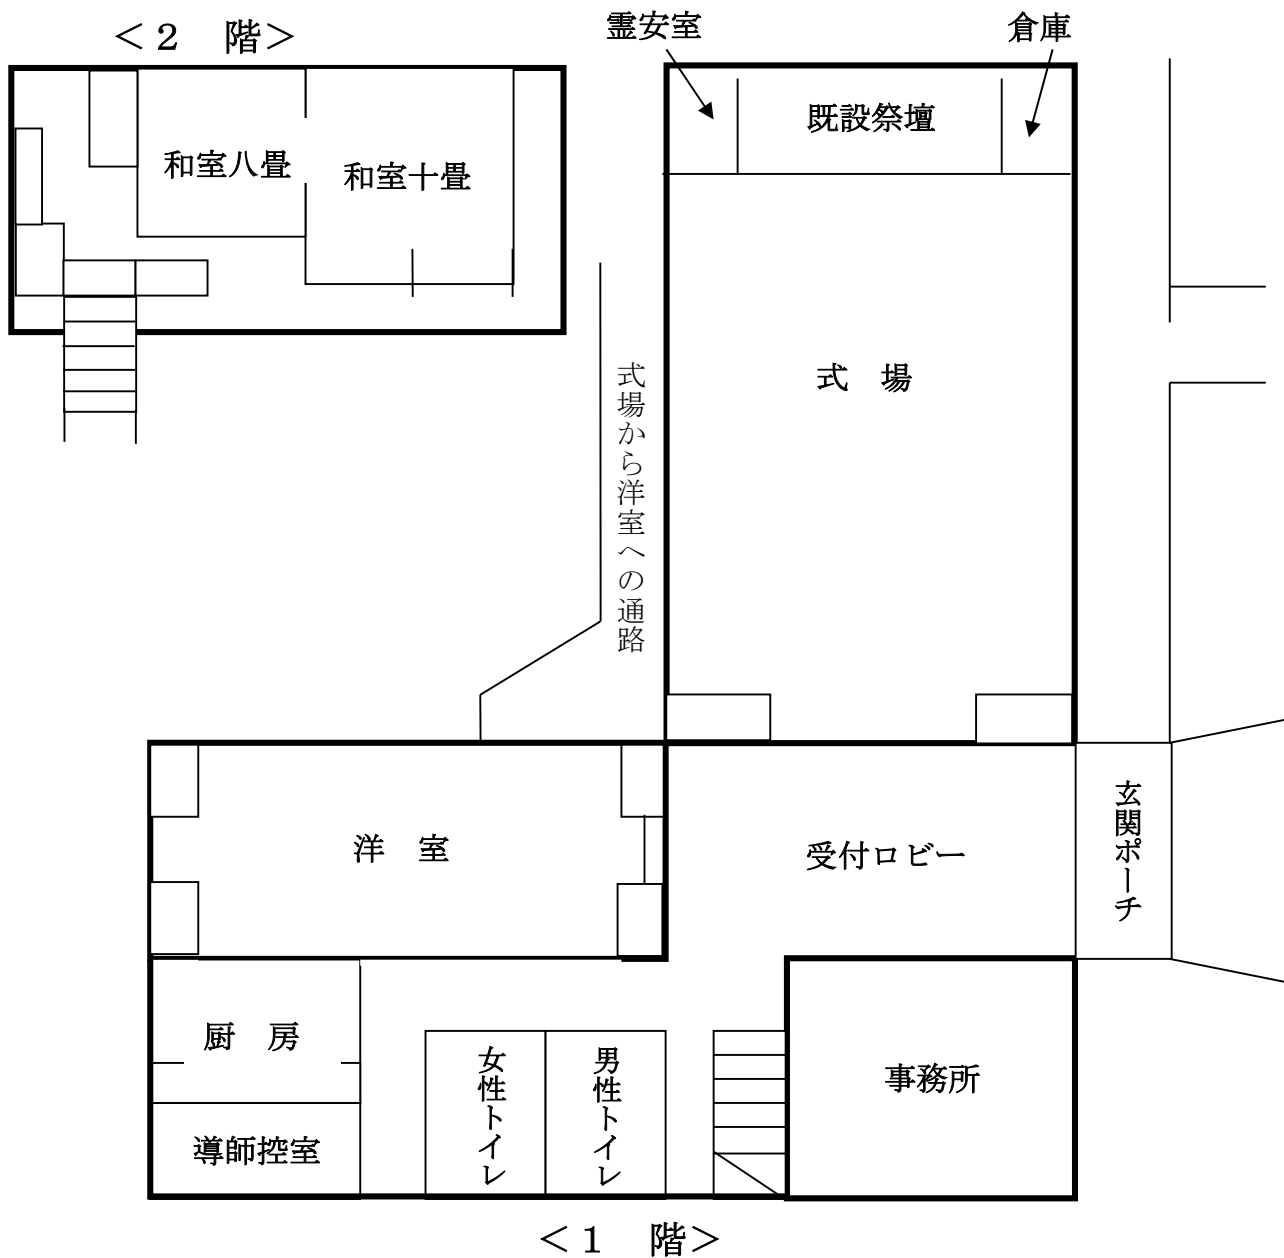 ＜２　階＞
霊安室
倉庫
既設祭壇
和室八畳
和室十畳
式　場
式場から洋室への通路
洋　室
受付ロビー
玄関ポーチ
厨　房
女性トイレ
男性トイレ
事務所
導師控室
＜１　階＞